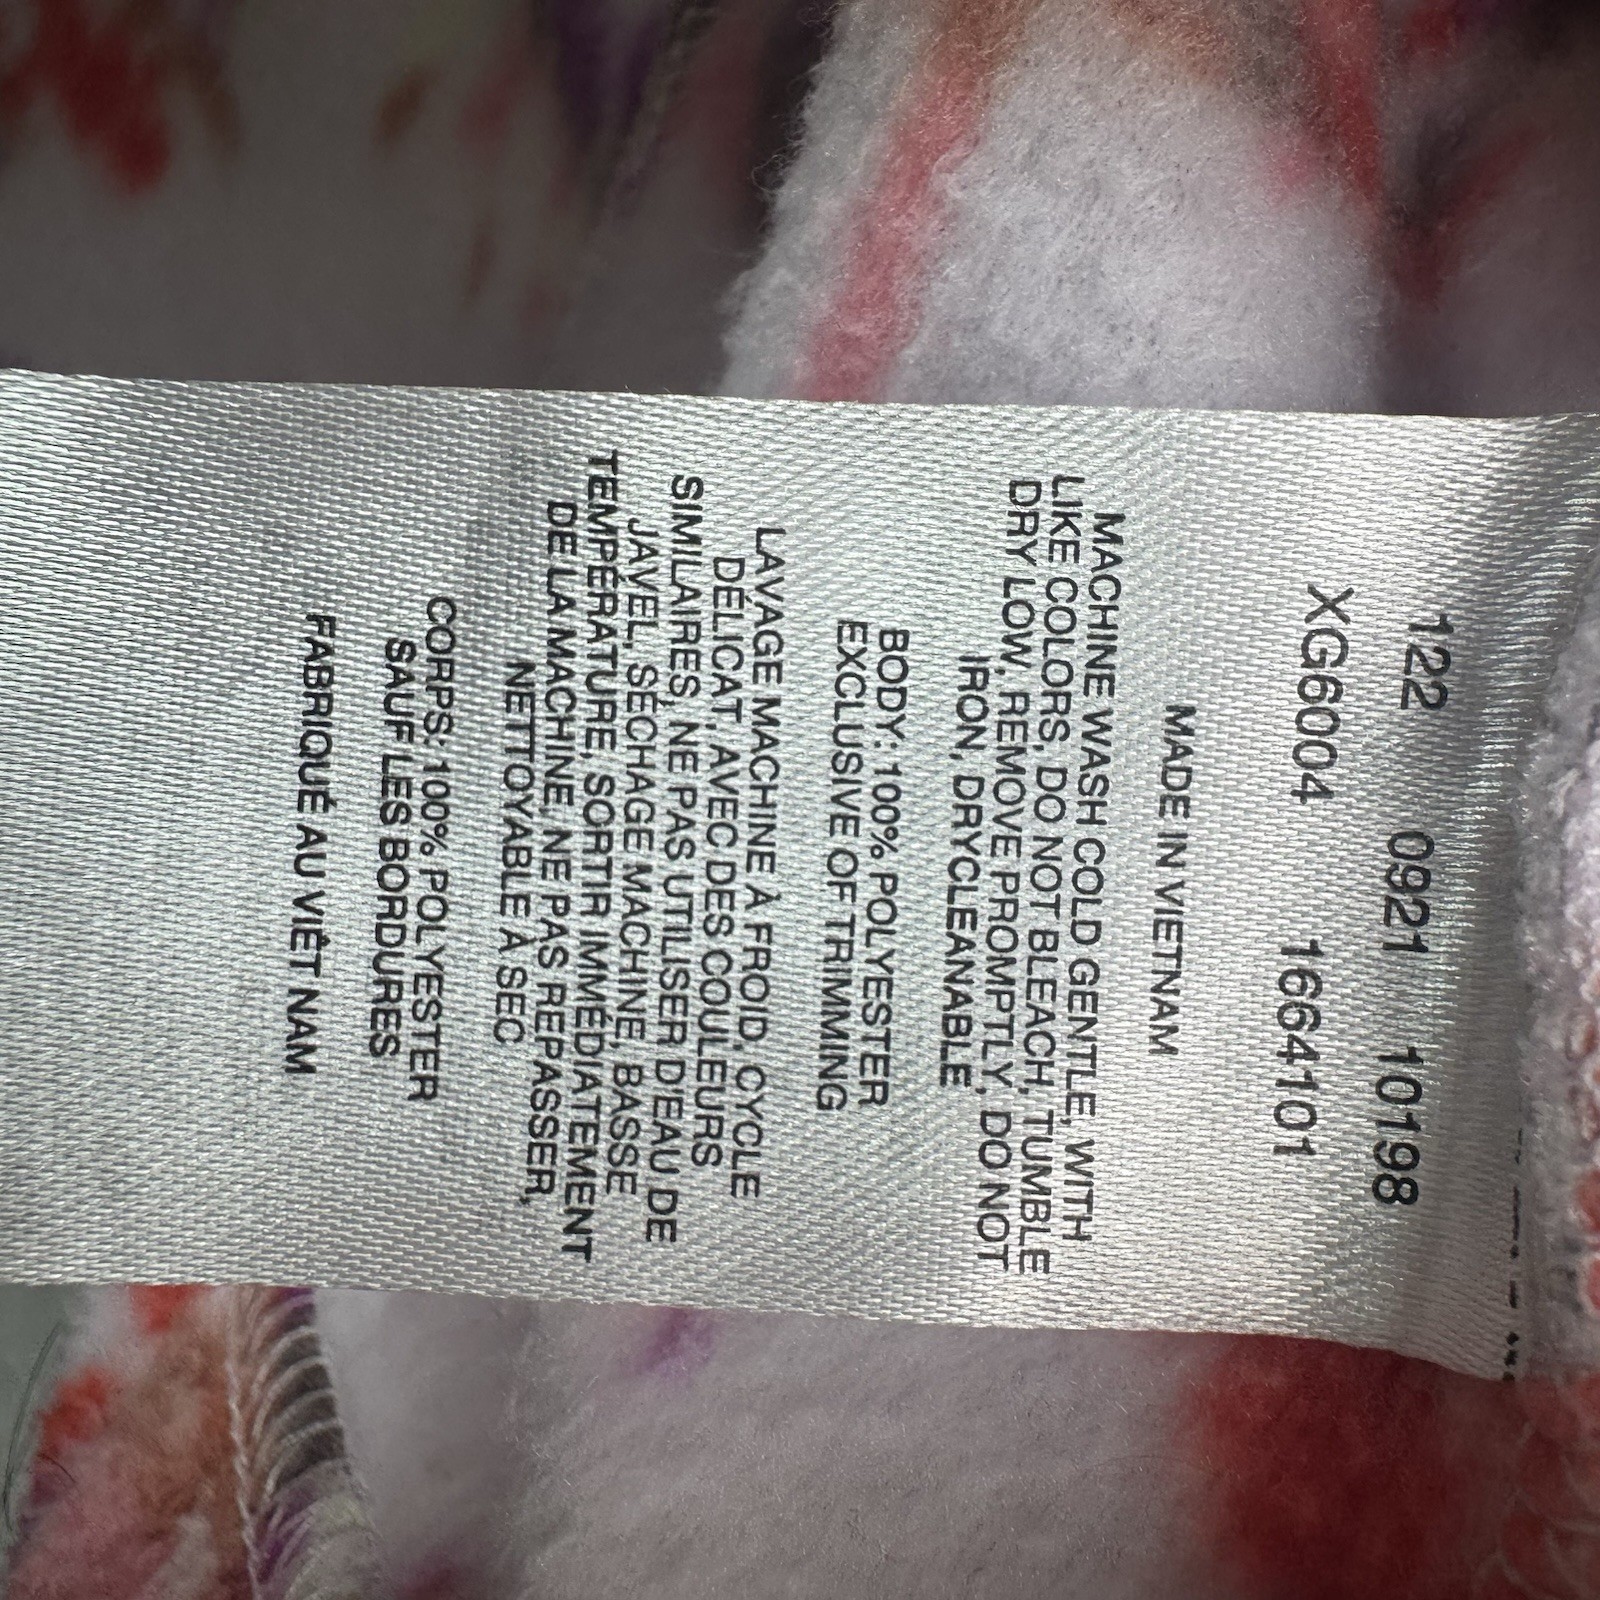 122 0921 10198
XG6004 1664101
MADE IN VIETNAM
MACHINE WASH COLD GENTLE, WITH
LIKE COLORS, DO NOT BLEACH, TUMBLE
DRY LOW, REMOVE PROMPTLY, DO NOT
IRON, DRYCLEANABLE
BODY: 100% POLYESTER
EXCLUSIVE OF TRIMMING
LAVAGE MACHINE À FROID, CYCLE
DÉLICAT, AVEC DES COULEURS
SIMILAIRES, NE PAS UTILISER D'EAU DE
JAVEL, SÉCHAGE MACHINE, BASSE
TEMPÉRATURE, SORTIR IMMÉDIATEMENT
DE LA MACHINE, NE PAS REPASSER,
NETTOYABLE À SEC
CORPS: 100% POLYESTER
SAUF LES BORDURES
FABRIQUÉ AU VIÊT NAM